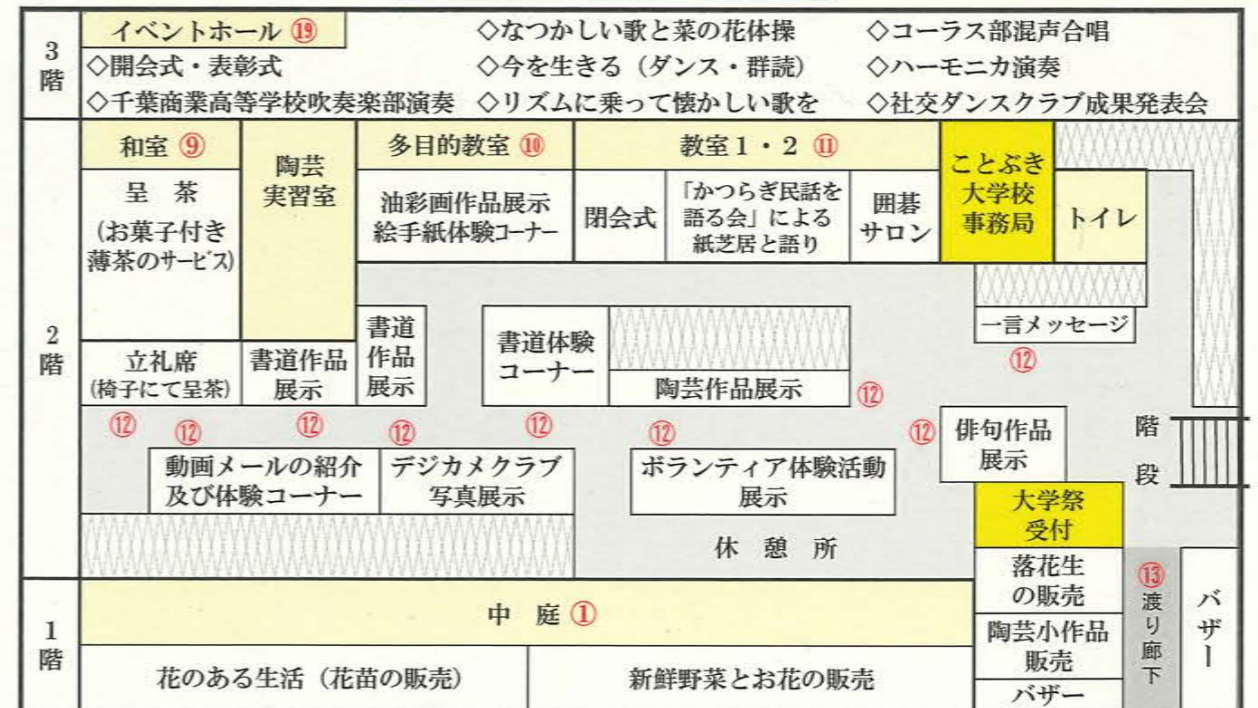 3
階
イベントホール ⑲
◇開会式・表彰式
◇千葉商業高等学校吹奏楽部演奏
◇なつかしい歌と菜の花体操
◇今を生きる（ダンス・群読）
◇リズムに乗って懐かしい歌を
◇コーラス部混声合唱
◇ハーモニカ演奏
◇社交ダンスクラブ成果発表会
2
階
和室 ⑨
呈 茶
(お菓子付き
薄茶のサービス)
陶芸
実習室
多目的教室 ⑩
油彩画作品展示
絵手紙体験コーナー
教室1・2 ⑪
閉会式
「かつらぎ民話を
語る会」による
紙芝居と語り
囲碁
サロン
ことぶき
大学校
事務局
トイレ
一言メッセージ
⑫
立礼席
(椅子にて呈茶)
書道作品
展示
書道
作品
展示
書道体験
コーナー
陶芸作品展示
⑫
⑫
⑫
⑫
⑫
⑫
⑫
⑫
動画メールの紹介
及び体験コーナー
デジカメクラブ
写真展示
ボランティア体験活動
展示
俳句作品
展示
階
段
休 憩 所
大学祭
受付
落花生
の販売
陶芸小作品
販売
バザー
⑬渡り廊下
バザー
1
階
中 庭 ①
花のある生活（花苗の販売）
新鮮野菜とお花の販売